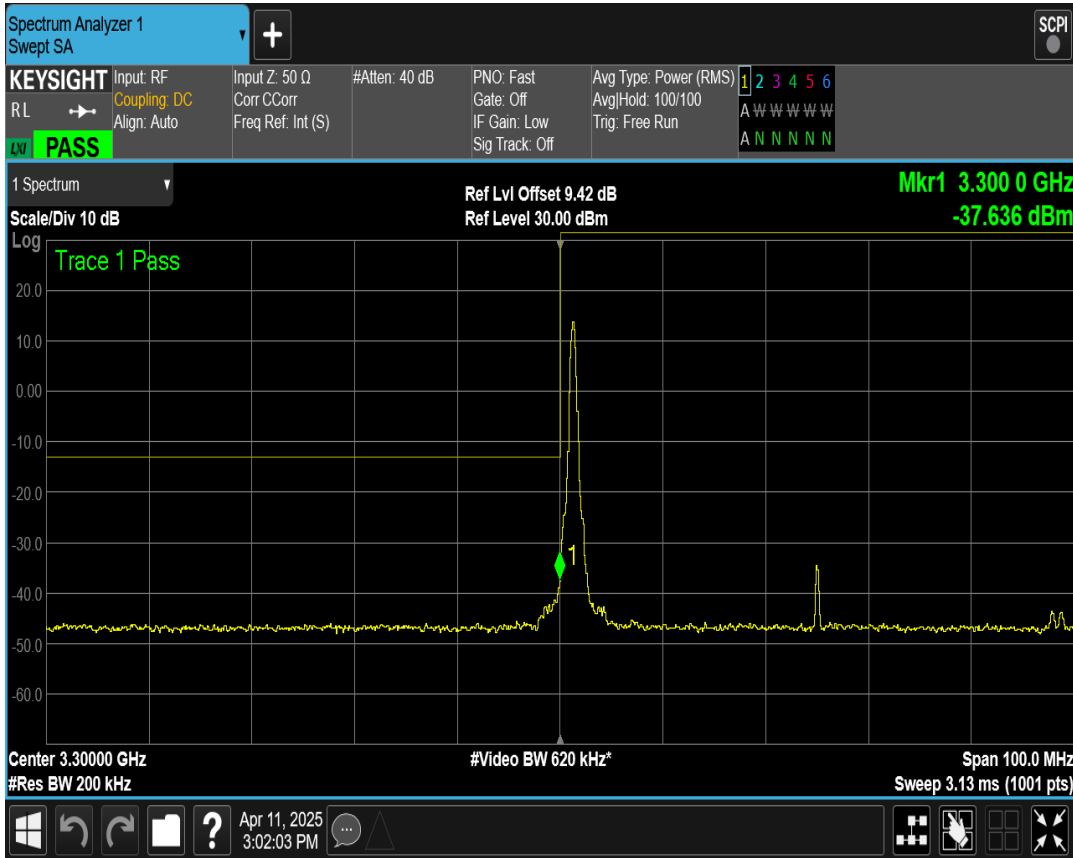 Spectrum Analyzer 1
Swept SA
+
SCPI
KEYSIGHT
R L
LXI
PASS
Input: RF
Coupling: DC
Align: Auto
Input Z: 50 Ω
Corr CCorr
Freq Ref: Int (S)
#Atten: 40 dB
PNO: Fast
Gate: Off
IF Gain: Low
Sig Track: Off
Avg Type: Power (RMS)
Avg|Hold: 100/100
Trig: Free Run
1 2 3 4 5 6
A W W W W W
A N N N N N
1 Spectrum
Scale/Div 10 dB
Ref Lvl Offset 9.42 dB
Ref Level 30.00 dBm
Mkr1 3.300 0 GHz
-37.636 dBm
Log
Trace 1 Pass
20.0
10.0
0.00
-10.0
-20.0
-30.0
1
-40.0
-50.0
-60.0
Center 3.30000 GHz
#Video BW 620 kHz*
Span 100.0 MHz
#Res BW 200 kHz
Sweep 3.13 ms (1001 pts)
?
Apr 11, 2025
3:02:03 PM